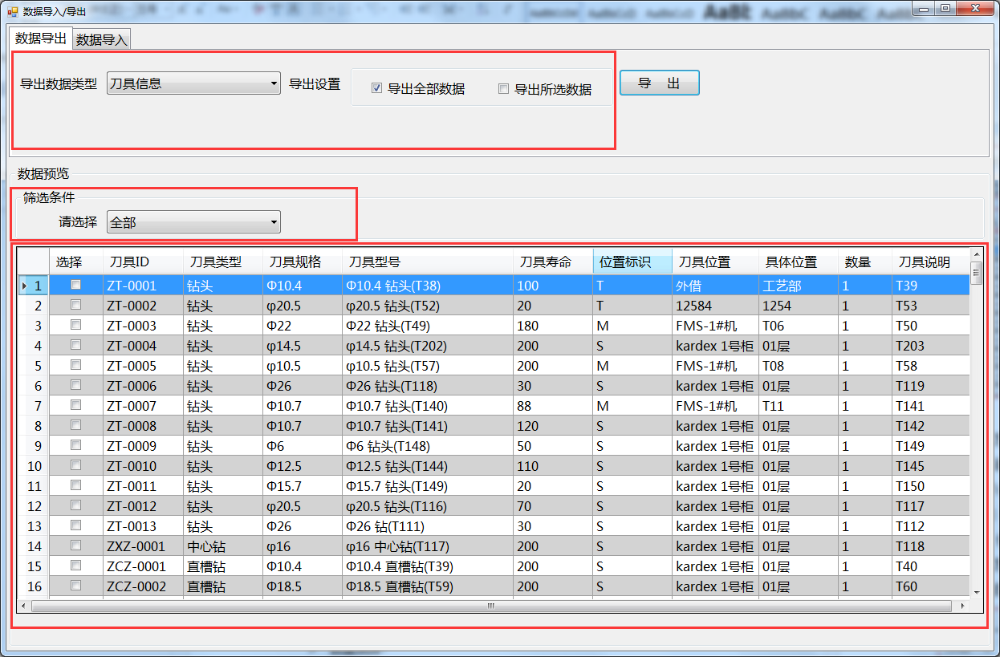 数据导入/导出
数据导出 数据导入
导出数据类型 刀具信息 导出设置 导出全部数据 导出所选数据 导 出
数据预览
筛选条件
请选择 全部
选择 刀具ID 刀具类型 刀具规格 刀具型号 刀具寿命 位置标识 刀具位置 具体位置 数量 刀具说明
1 ZT-0001 钻头 Φ10.4 Φ10.4 钻头(T38) 100 T 外借 工艺部 1 T39
2 ZT-0002 钻头 φ20.5 φ20.5 钻头(T52) 20 T 12584 1254 1 T53
3 ZT-0003 钻头 Φ22 Φ22 钻头(T49) 180 M FMS-1#机 T06 1 T50
4 ZT-0004 钻头 φ14.5 φ14.5 钻头(T202) 200 S kardex 1号柜 01层 1 T203
5 ZT-0005 钻头 φ10.5 φ10.5 钻头(T57) 200 M FMS-1#机 T08 1 T58
6 ZT-0006 钻头 Φ26 Φ26 钻头(T118) 30 S kardex 1号柜 01层 1 T119
7 ZT-0007 钻头 Φ10.7 Φ10.7 钻头(T140) 88 M FMS-1#机 T11 1 T141
8 ZT-0008 钻头 Φ10.7 Φ10.7 钻头(T141) 120 S kardex 1号柜 01层 1 T142
9 ZT-0009 钻头 Φ6 Φ6 钻头(T148) 50 S kardex 1号柜 01层 1 T149
10 ZT-0010 钻头 Φ12.5 Φ12.5 钻头(T144) 110 S kardex 1号柜 01层 1 T145
11 ZT-0011 钻头 Φ15.7 Φ15.7 钻头(T149) 20 S kardex 1号柜 01层 1 T150
12 ZT-0012 钻头 φ20.5 φ20.5 钻头(T116) 70 S kardex 1号柜 01层 1 T117
13 ZT-0013 钻头 Φ26 Φ26 钻(T111) 30 S kardex 1号柜 01层 1 T112
14 ZXZ-0001 中心钻 φ16 φ16 中心钻(T117) 200 S kardex 1号柜 01层 1 T118
15 ZCZ-0001 直槽钻 Φ10.4 Φ10.4 直槽钻(T39) 200 S kardex 1号柜 01层 1 T40
16 ZCZ-0002 直槽钻 Φ18.5 Φ18.5 直槽钻(T59) 200 S kardex 1号柜 01层 1 T60